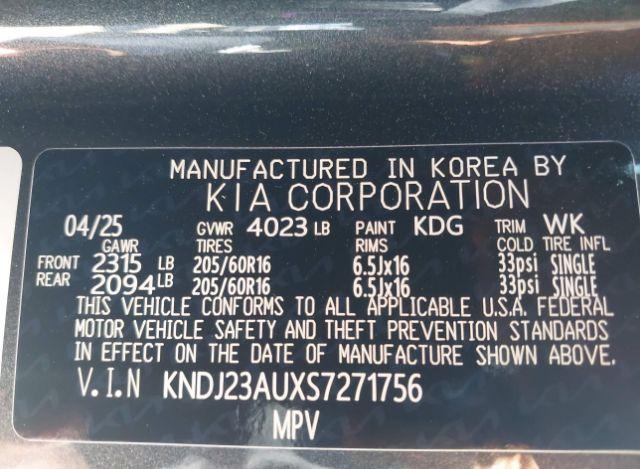 MANUFACTURED IN KOREA BY
KIA CORPORATION
04/25 GVWR 4023 LB PAINT KDG TRIM WK
GAWR TIRES RIMS COLD TIRE INFL
FRONT 2315 LB 205/60R16 6.5Jx16 33psi SINGLE
REAR 2094 LB 205/60R16 6.5Jx16 33psi SINGLE
THIS VEHICLE CONFORMS TO ALL APPLICABLE U.S.A. FEDERAL
MOTOR VEHICLE SAFETY AND THEFT PREVENTION STANDARDS
IN EFFECT ON THE DATE OF MANUFACTURE SHOWN ABOVE.
V.I.N KNDJ23AUXS7271756
MPV